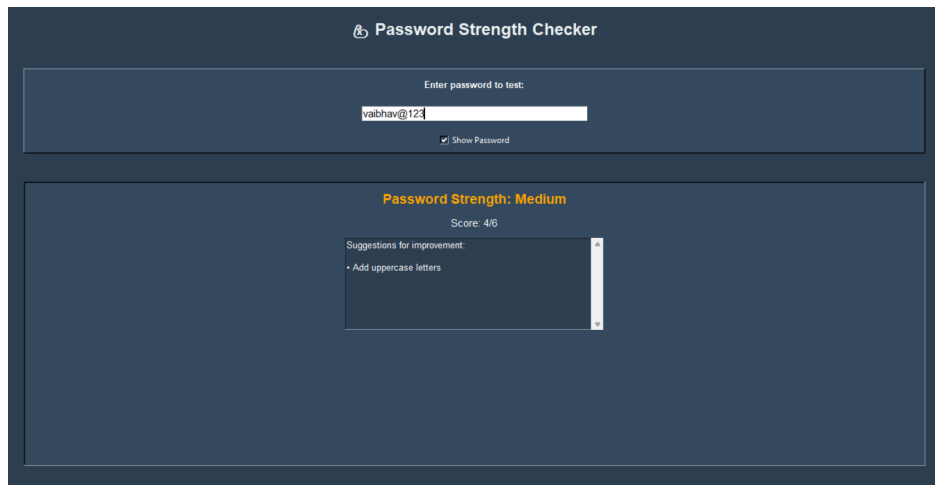 Password Strength Checker
Enter password to test:
vaibhav@123
Show Password
Password Strength: Medium
Score: 4/6
Suggestions for improvement:
• Add uppercase letters